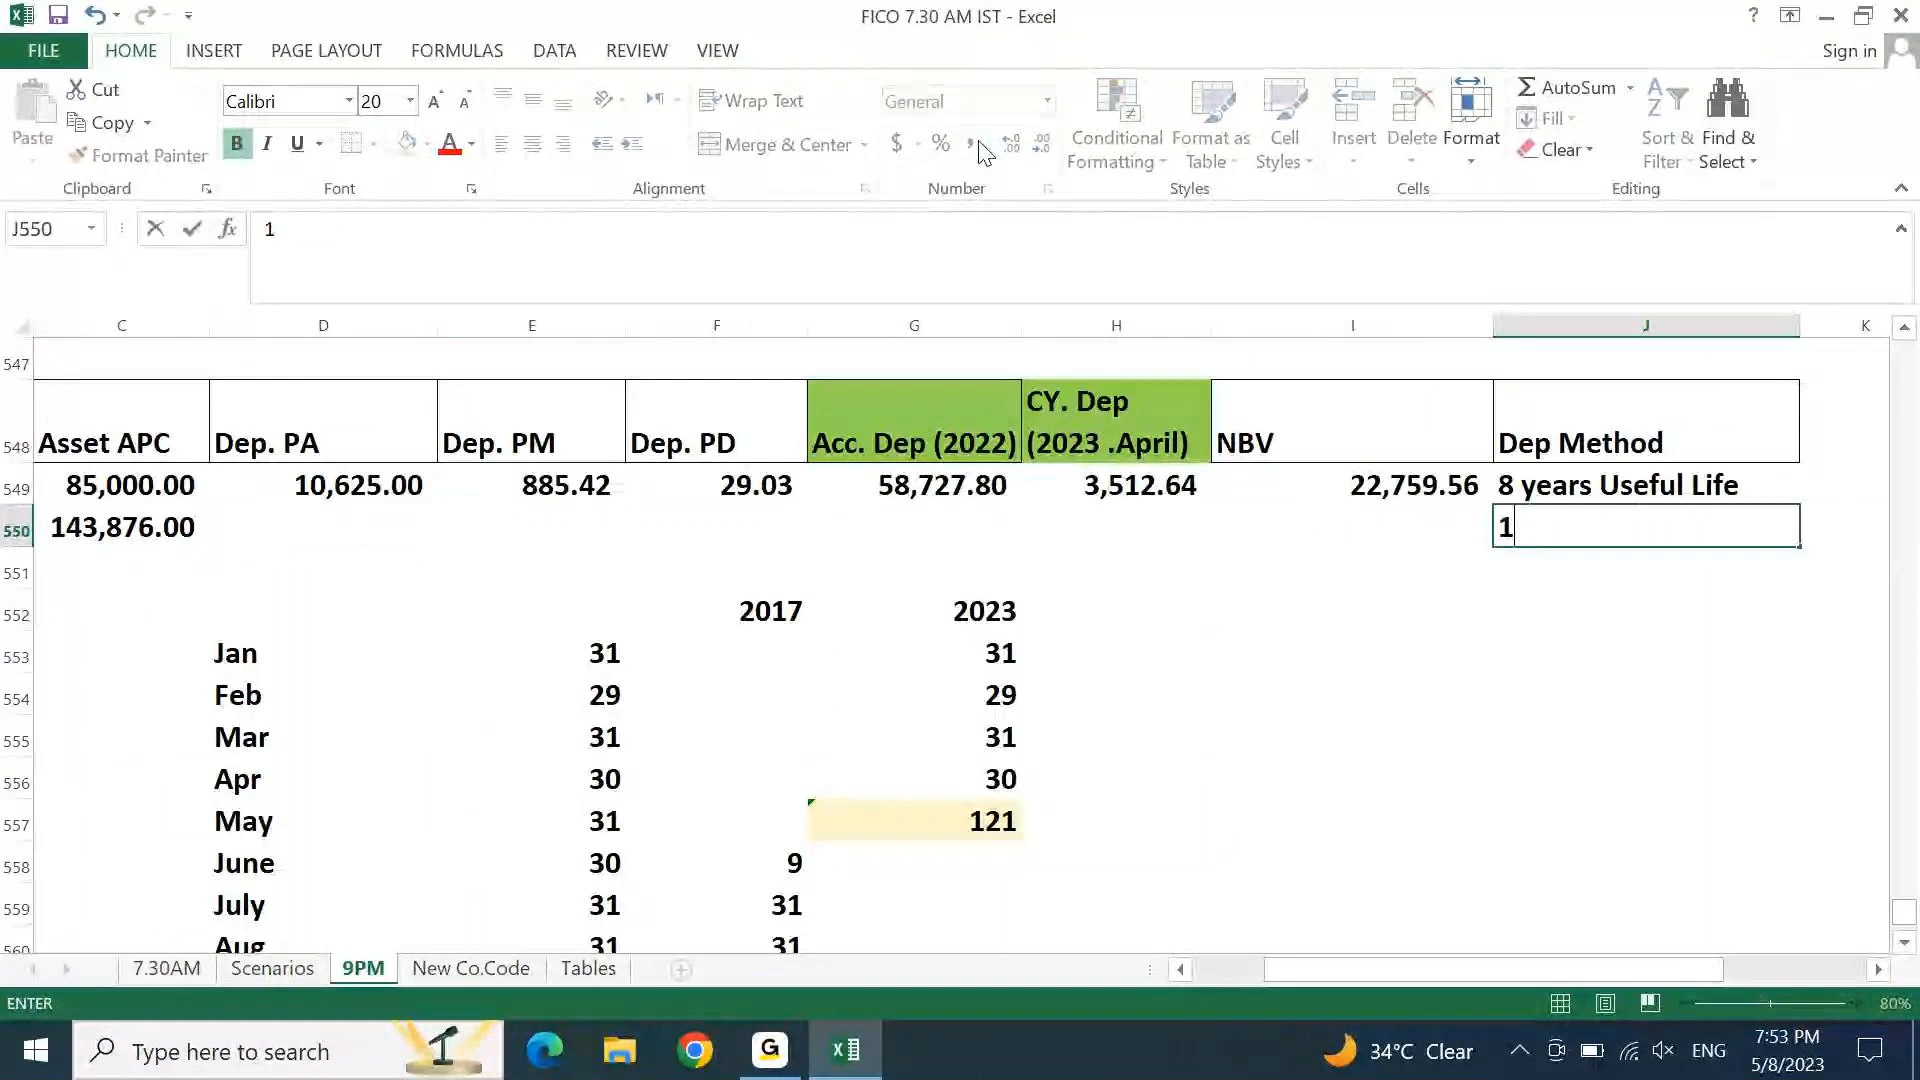 FICO 7.30 AM IST - Excel
?
FILE HOME INSERT PAGE LAYOUT FORMULAS DATA REVIEW VIEW Sign in
Paste
Cut
Copy
Format Painter
Clipboard
Calibri 20 A A
B I U A
Font
Wrap Text
Merge & Center
Alignment
General
$ % , .0 .00 .00 .0
Number
Conditional Formatting
Format as Table
Cell Styles
Styles
Insert Delete Format
Cells
AutoSum
Fill
Clear
Sort & Filter
Find & Select
Editing
J550 fx 1
C D E F G H I J K
547
548 Asset APC Dep. PA Dep. PM Dep. PD Acc. Dep (2022) CY. Dep (2023 .April) NBV Dep Method
549 85,000.00 10,625.00 885.42 29.03 58,727.80 3,512.64 22,759.56 8 years Useful Life
550 143,876.00 1
551
552 2017 2023
553 Jan 31 31
554 Feb 29 29
555 Mar 31 31
556 Apr 30 30
557 May 31 121
558 June 30 9
559 July 31 31
560 Aug 31 31
7.30AM Scenarios 9PM New Co.Code Tables
ENTER 80%
Type here to search
G
34°C Clear
ENG
7:53 PM
5/8/2023